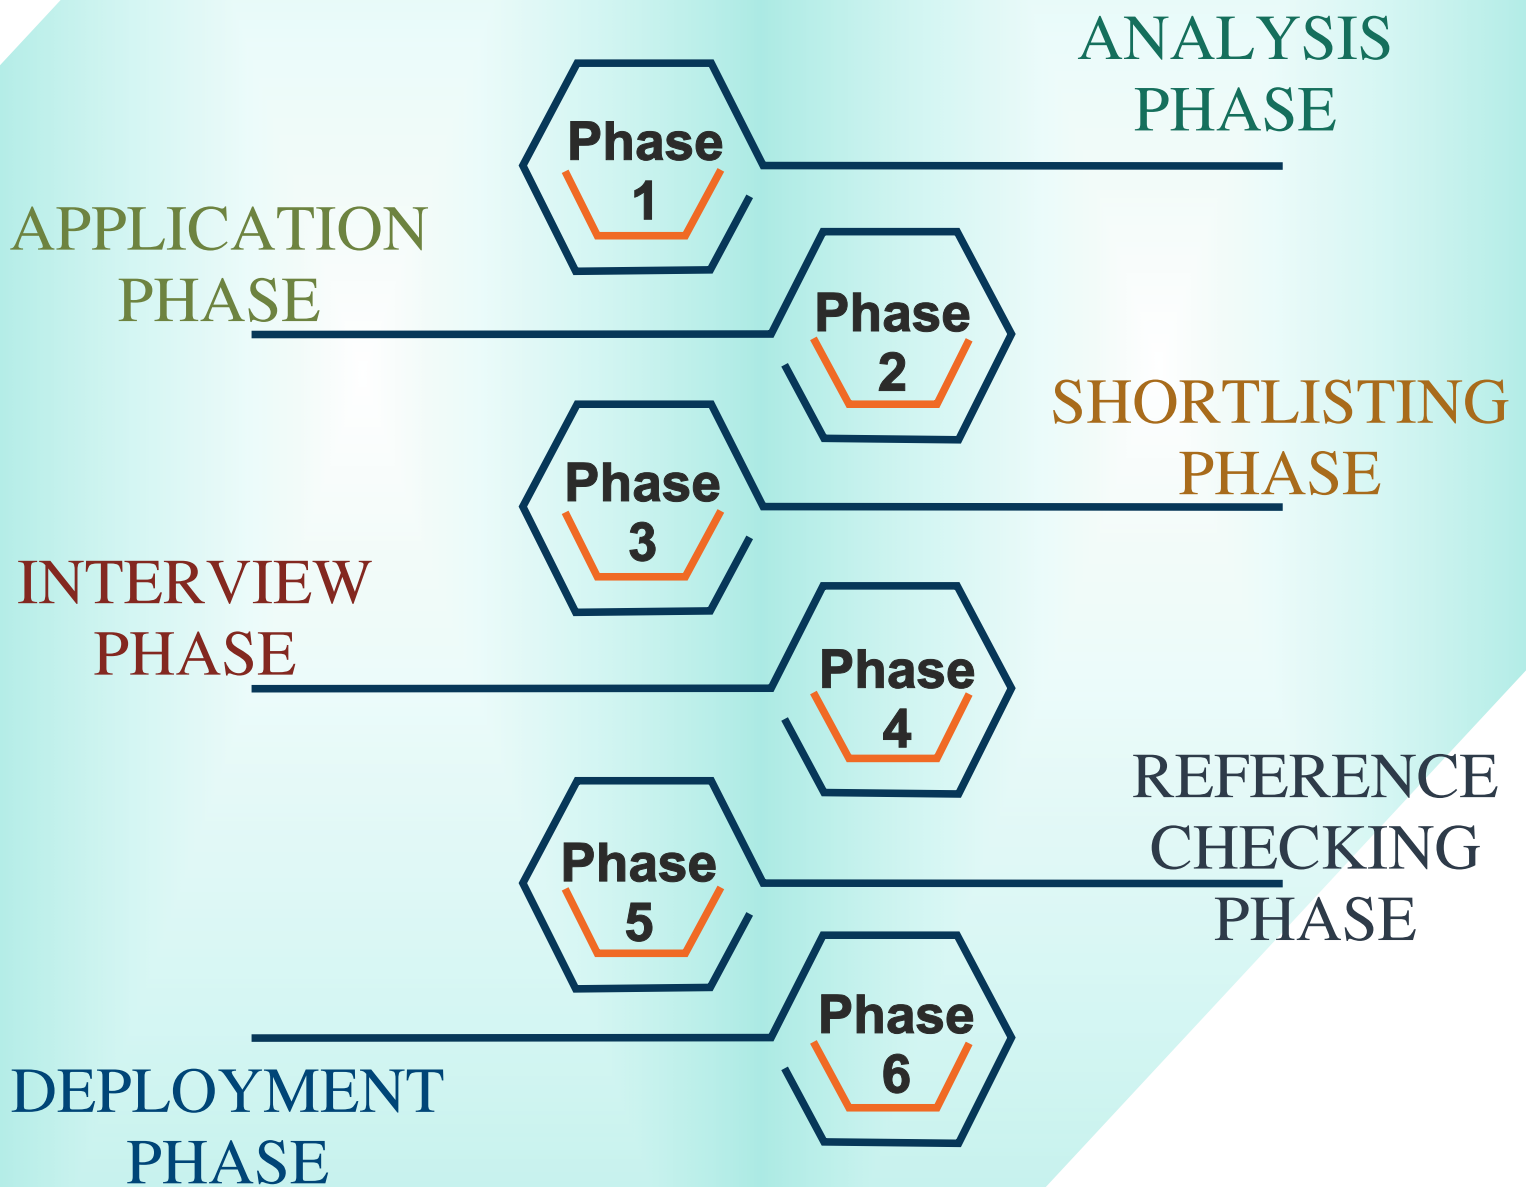 ANALYSIS
PHASE
Phase
1
APPLICATION
PHASE
Phase
2
SHORTLISTING
PHASE
Phase
3
INTERVIEW
PHASE
Phase
4
REFERENCE
CHECKING
PHASE
Phase
5
Phase
6
DEPLOYMENT
PHASE